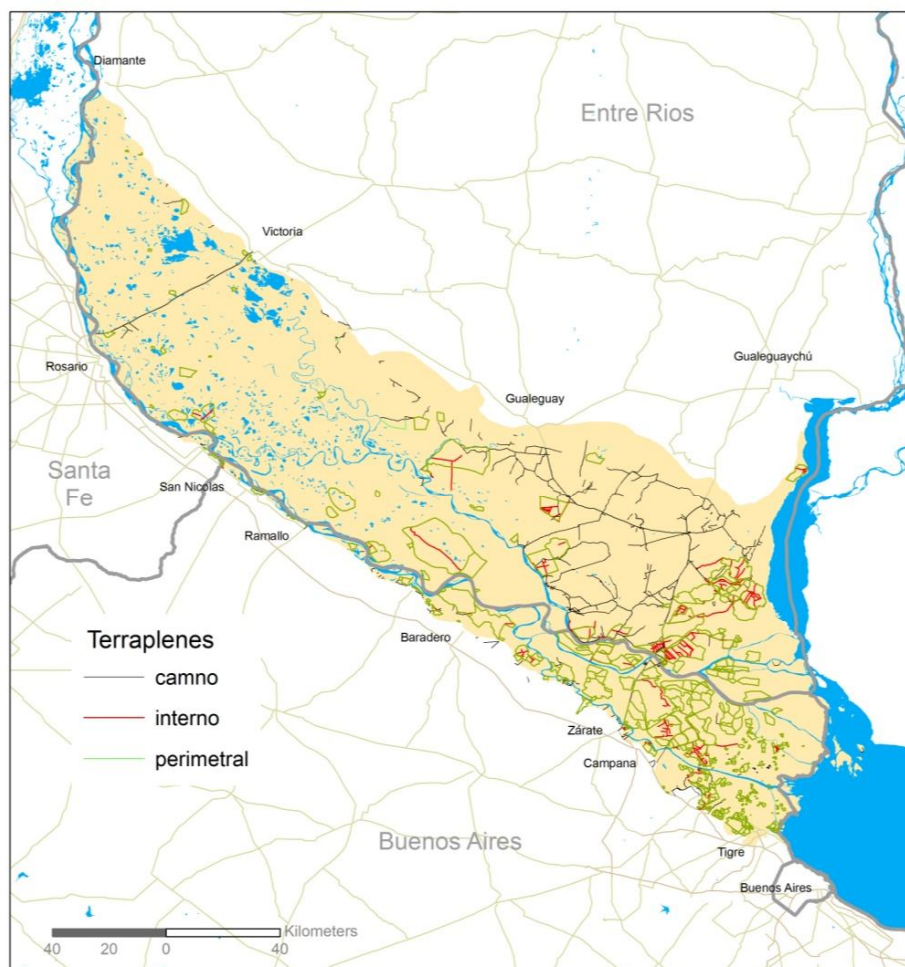 Diamante
Entre Rios
Victoria
Gualeguaychú
Rosario
Gualeguay
Santa
Fe
San Nicolas
Ramallo
Terraplenes
camno
interno
perimetral
Baradero
Zárate
Campana
Buenos Aires
Tigre
Buenos Aires
Kilometers
40 20 0 40